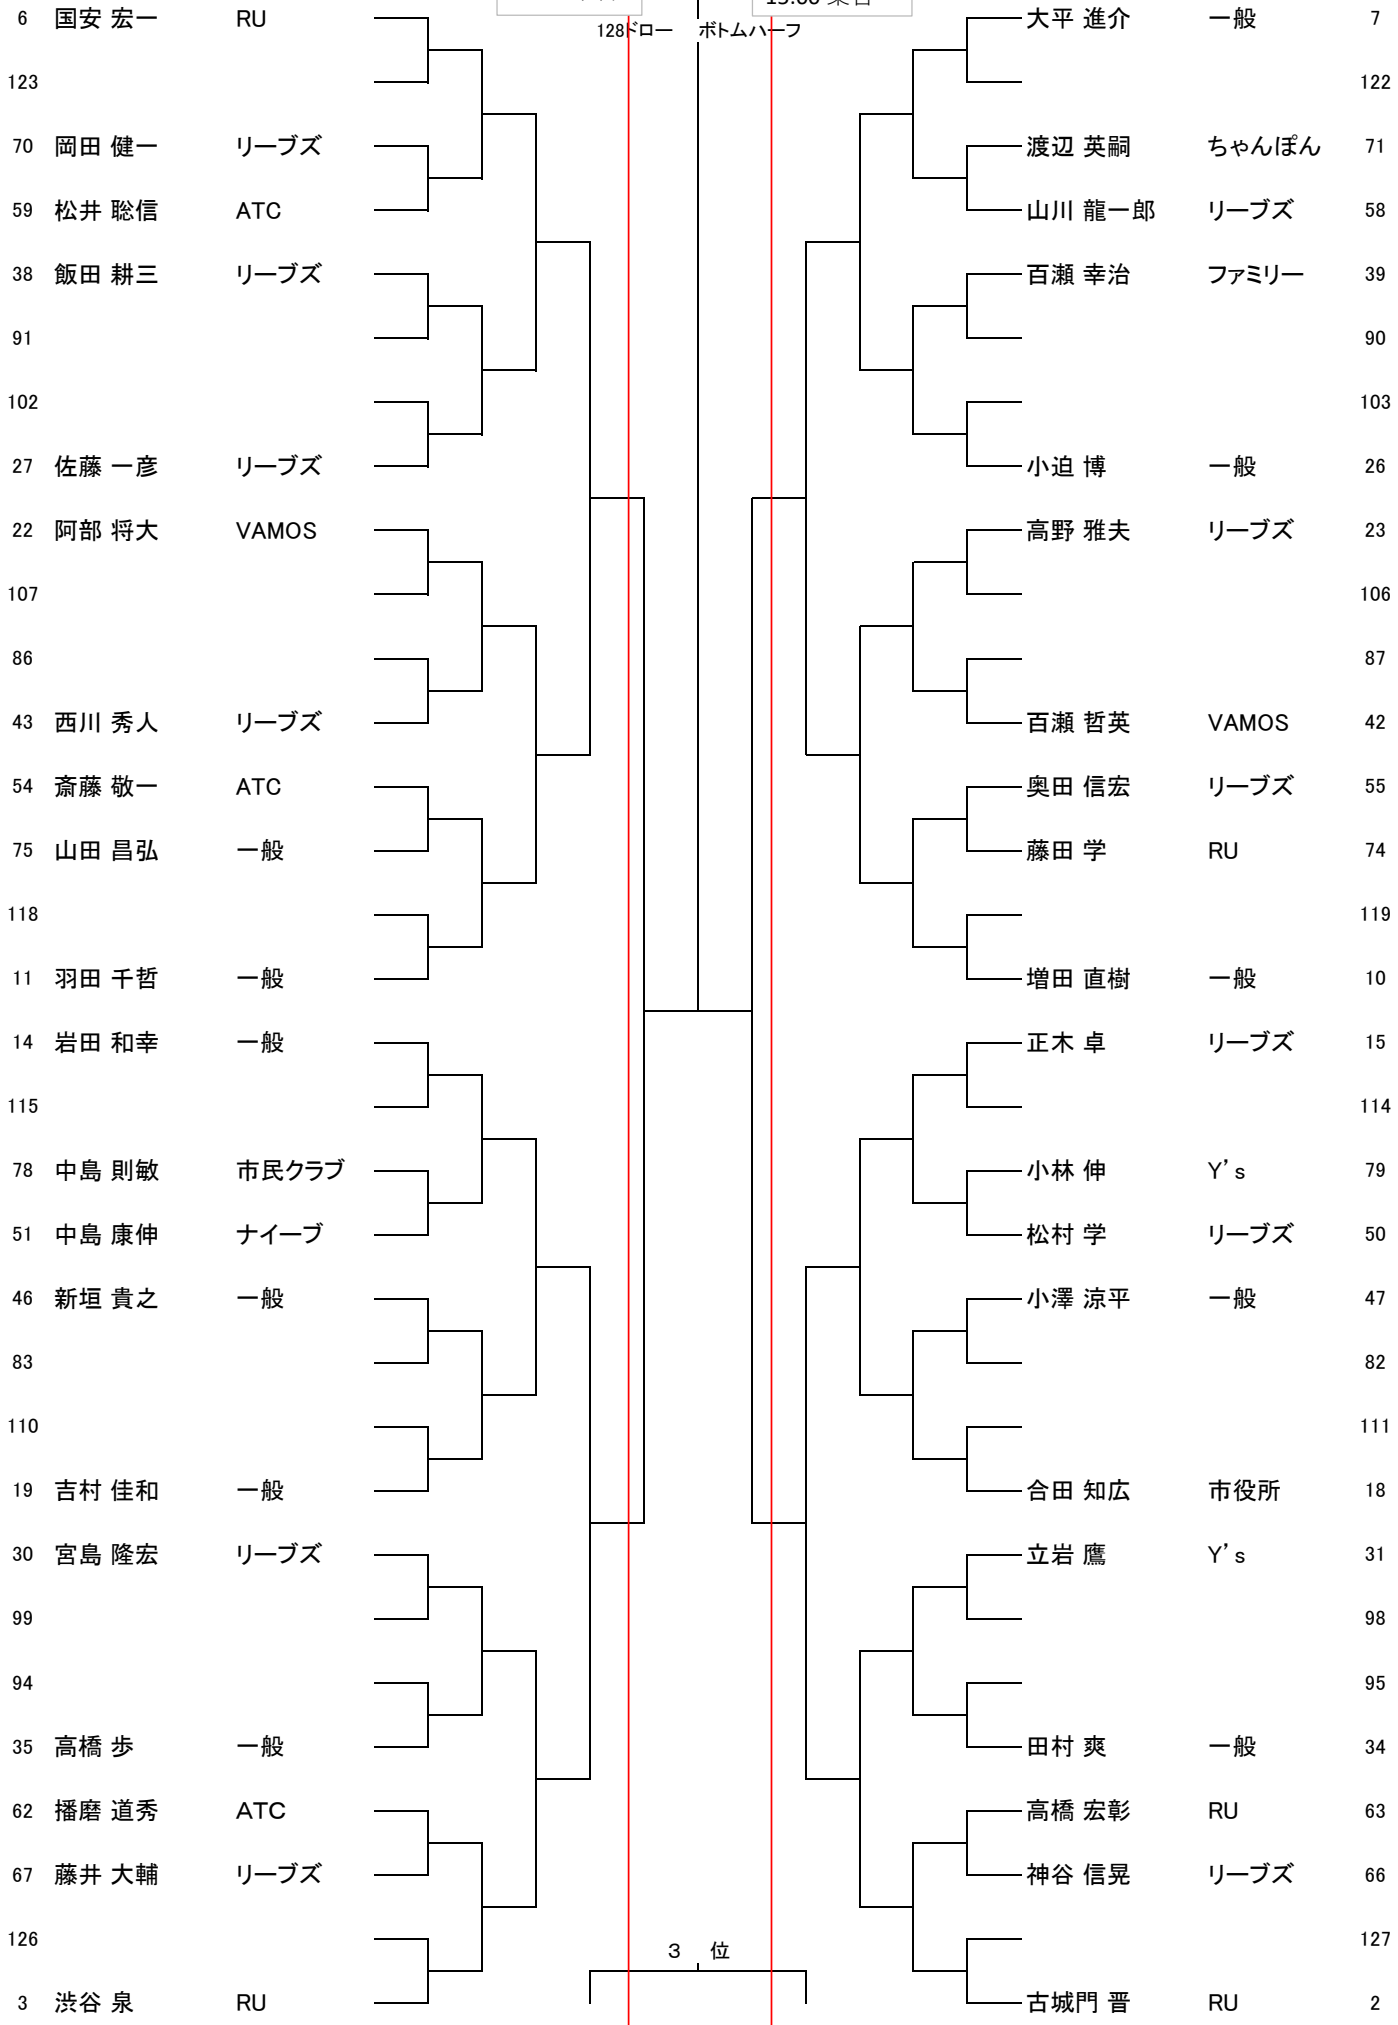 128ドロー ボトムハーフ
6 国安 宏一 RU 大平 進介 一般 7
123 122
70 岡田 健一 リーブズ 渡辺 英嗣 ちゃんぽん 71
59 松井 聡信 ATC 山川 龍一郎 リーブズ 58
38 飯田 耕三 リーブズ 百瀬 幸治 ファミリー 39
91 90
102 103
27 佐藤 一彦 リーブズ 小迫 博 一般 26
22 阿部 将大 VAMOS 高野 雅夫 リーブズ 23
107 106
86 87
43 西川 秀人 リーブズ 百瀬 哲英 VAMOS 42
54 斎藤 敬一 ATC 奥田 信宏 リーブズ 55
75 山田 昌弘 一般 藤田 学 RU 74
118 119
11 羽田 千哲 一般 増田 直樹 一般 10
14 岩田 和幸 一般 正木 卓 リーブズ 15
115 114
78 中島 則敏 市民クラブ 小林 伸 Y’s 79
51 中島 康伸 ナイーブ 松村 学 リーブズ 50
46 新垣 貴之 一般 小澤 涼平 一般 47
83 82
110 111
19 吉村 佳和 一般 合田 知広 市役所 18
30 宮島 隆宏 リーブズ 立岩 鷹 Y’s 31
99 98
94 95
35 高橋 歩 一般 田村 爽 一般 34
62 播磨 道秀 ATC 高橋 宏彰 RU 63
67 藤井 大輔 リーブズ 神谷 信晃 リーブズ 66
126 127
3 位
3 渋谷 泉 RU 古城門 晋 RU 2